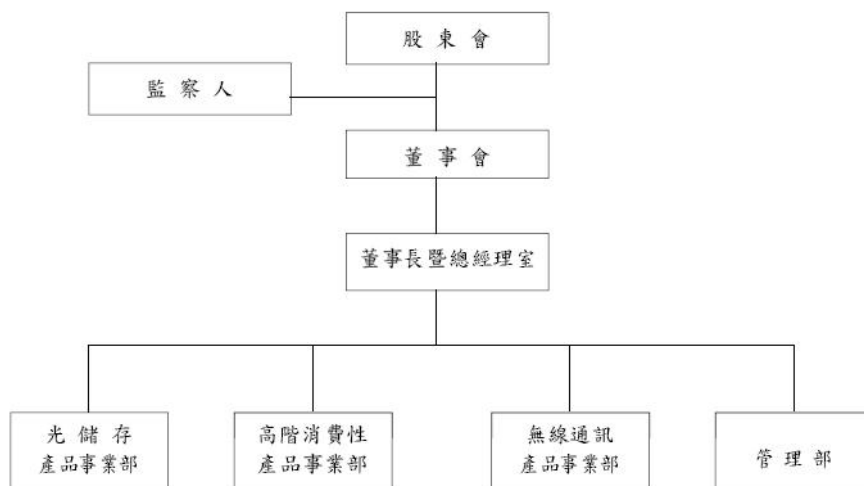 股東會
監察人
董事會
董事長暨總經理室
光儲存
產品事業部
高階消費性
產品事業部
無線通訊
產品事業部
管理部